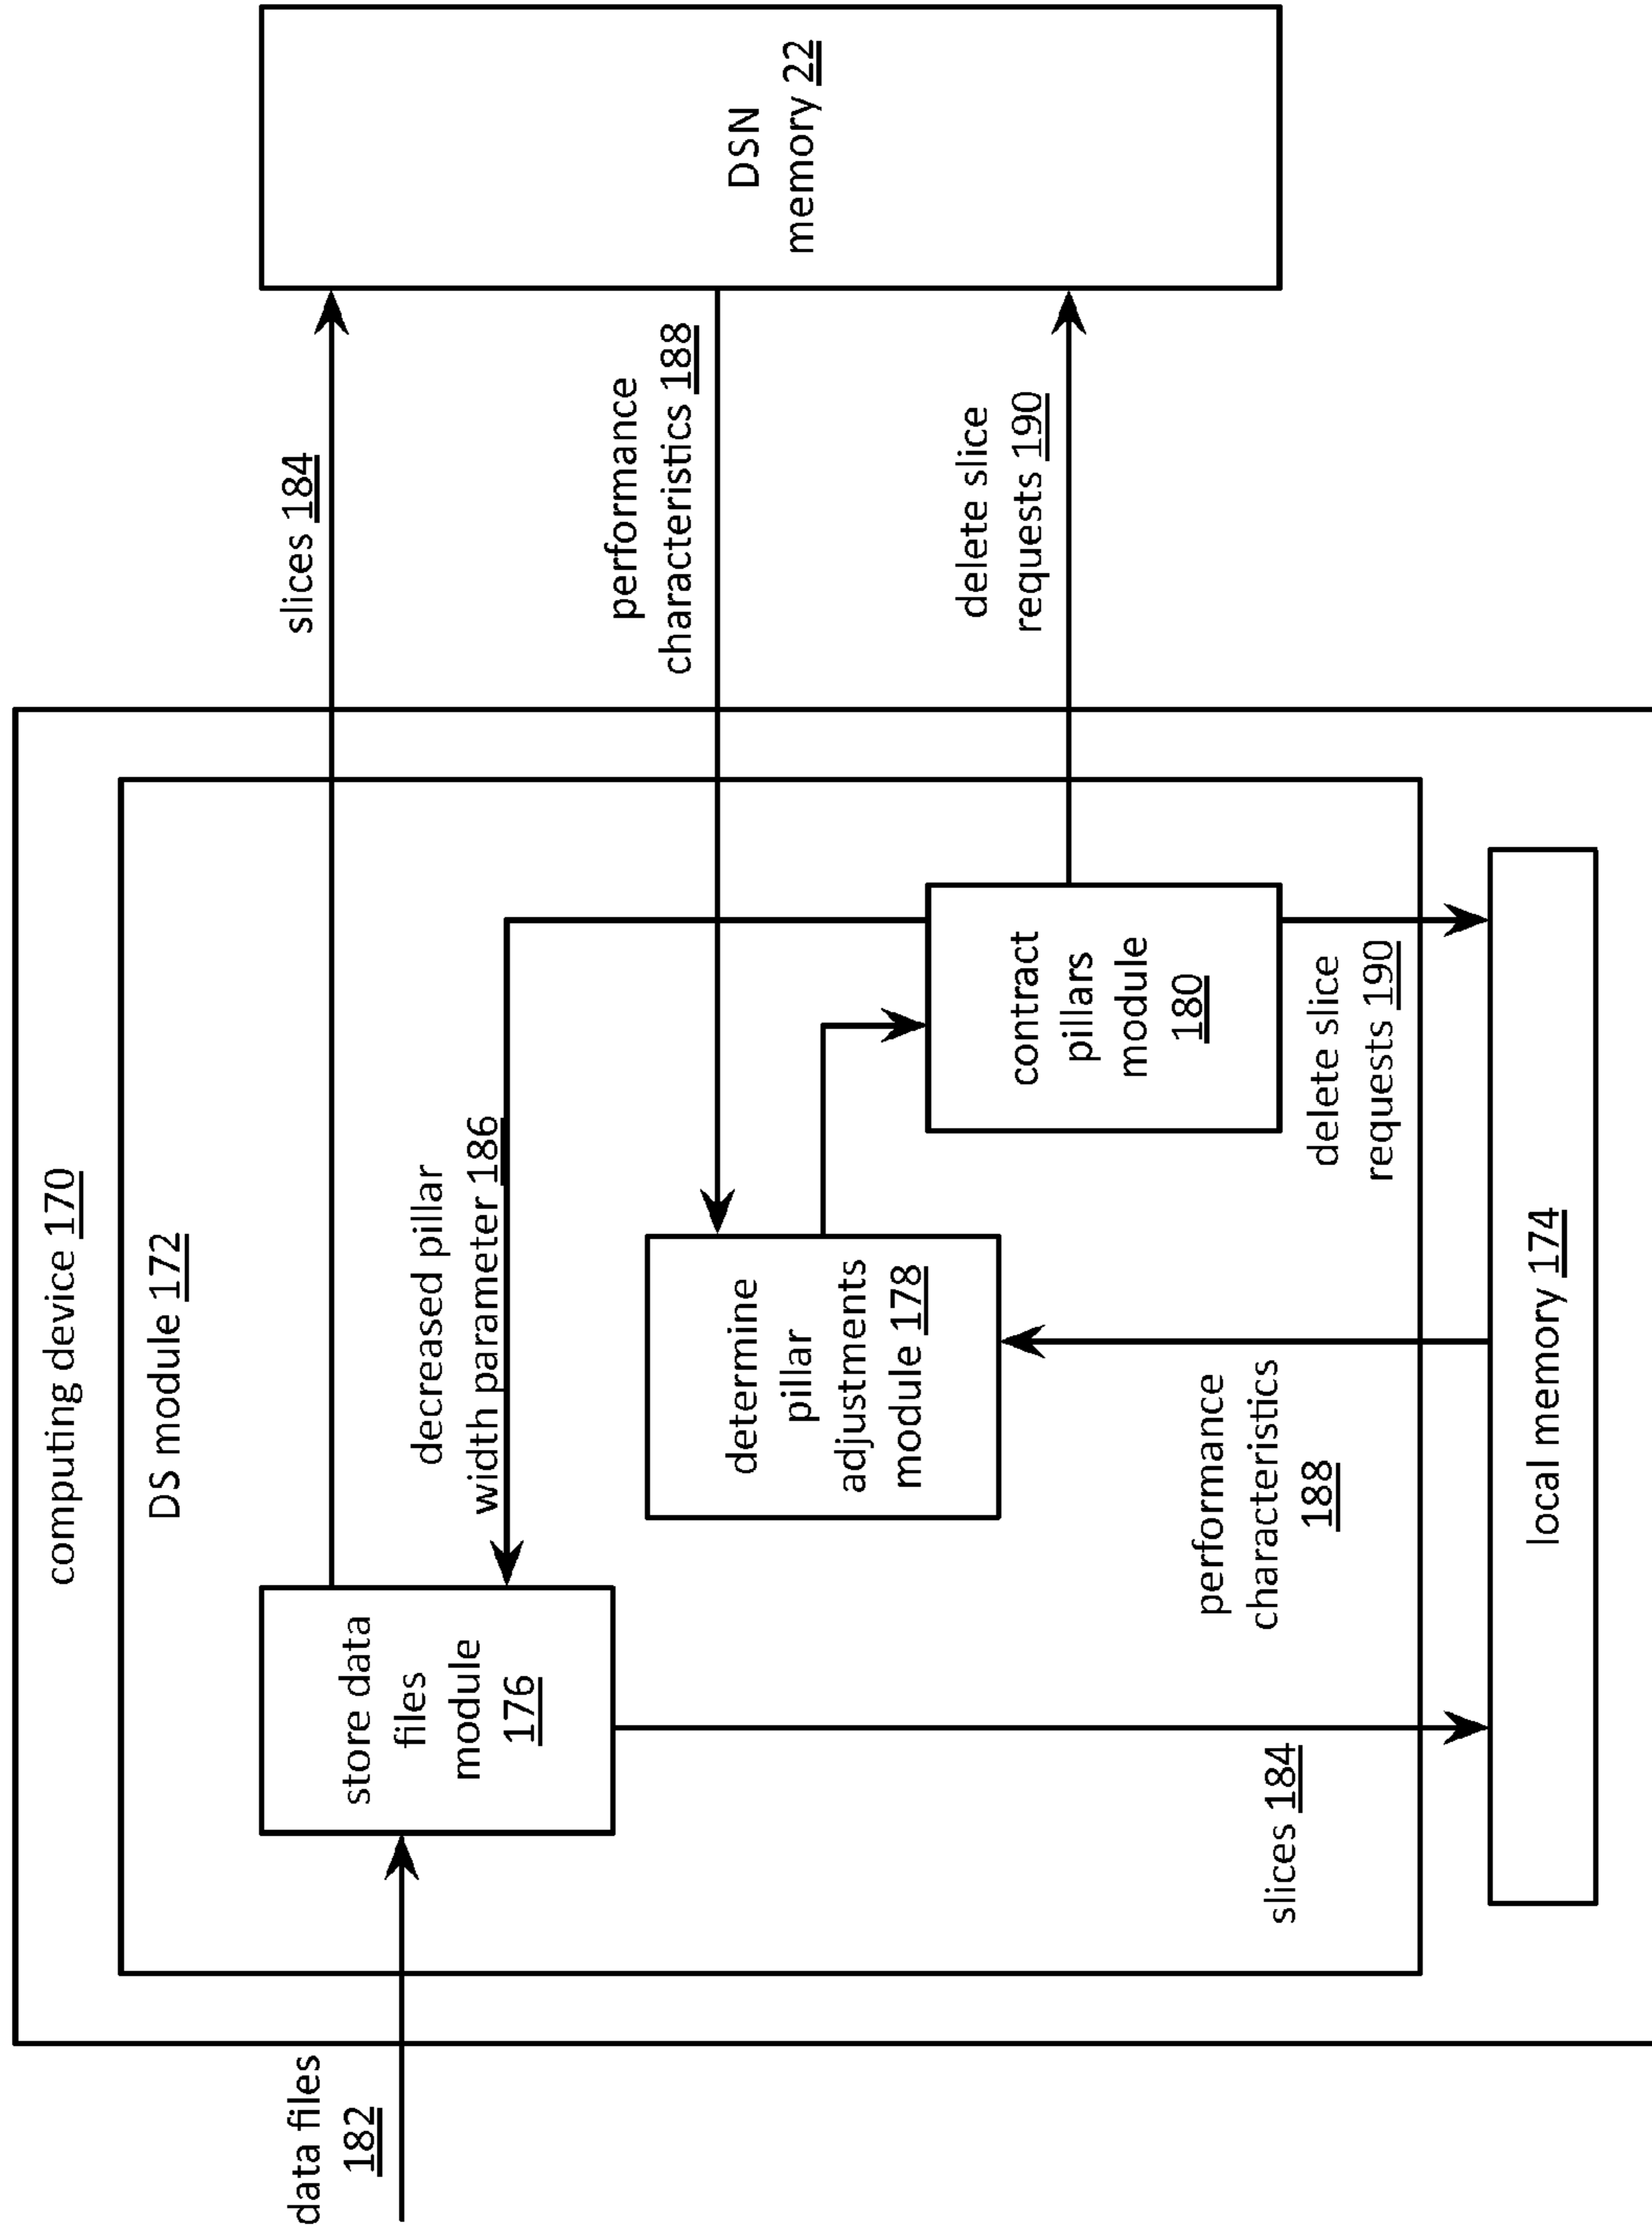 computing device 170
DS module 172
data files
182
store data
files
module
176
slices 184
decreased pillar
width parameter 186
performance
characteristics 188
DSN
memory 22
determine
pillar
adjustments
module 178
contract
pillars
module
180
delete slice
requests 190
slices 184
performance
characteristics
188
delete slice
requests 190
local memory 174